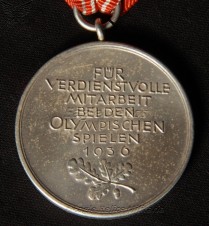 FÜR
VERDIENSTVOLLE
MITARBEIT
BEI DEN
OLYMPISCHEN
SPIELEN
1936